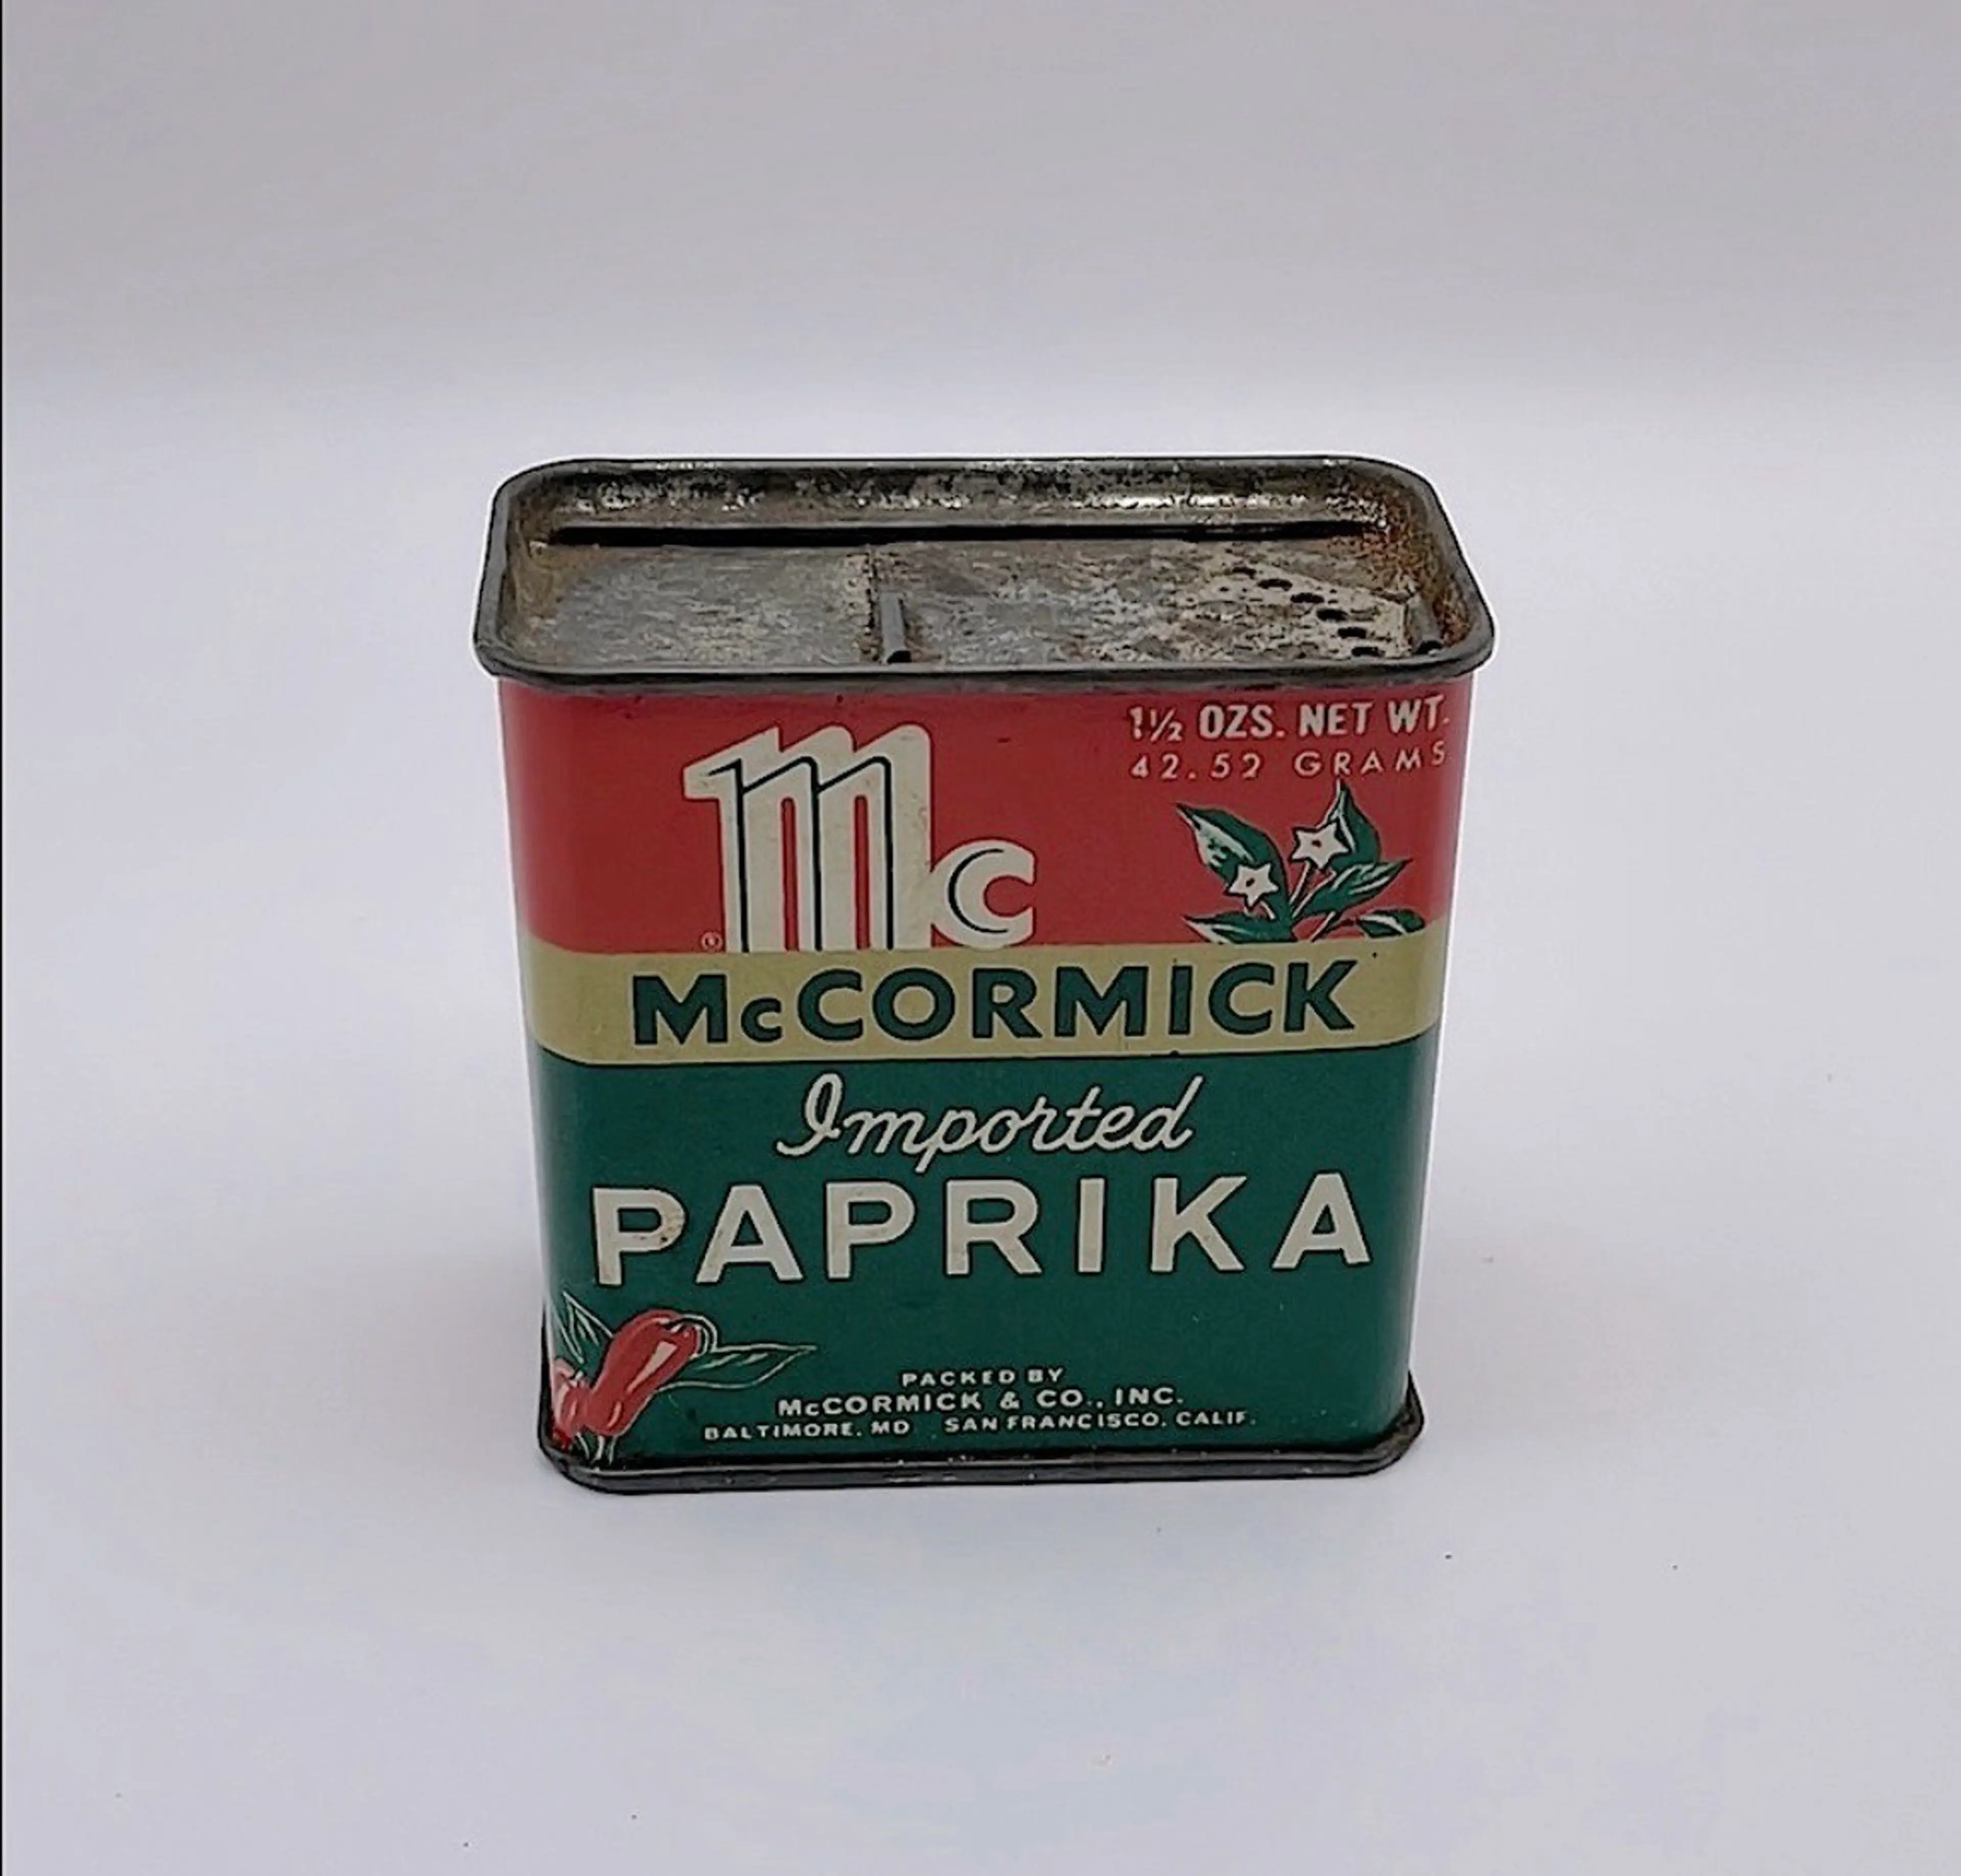 1½ OZS. NET WT.
42.52 GRAMS
Mc
®
McCORMICK
Imported
PAPRIKA
PACKED BY
McCORMICK & CO., INC.
BALTIMORE, MD SAN FRANCISCO, CALIF.